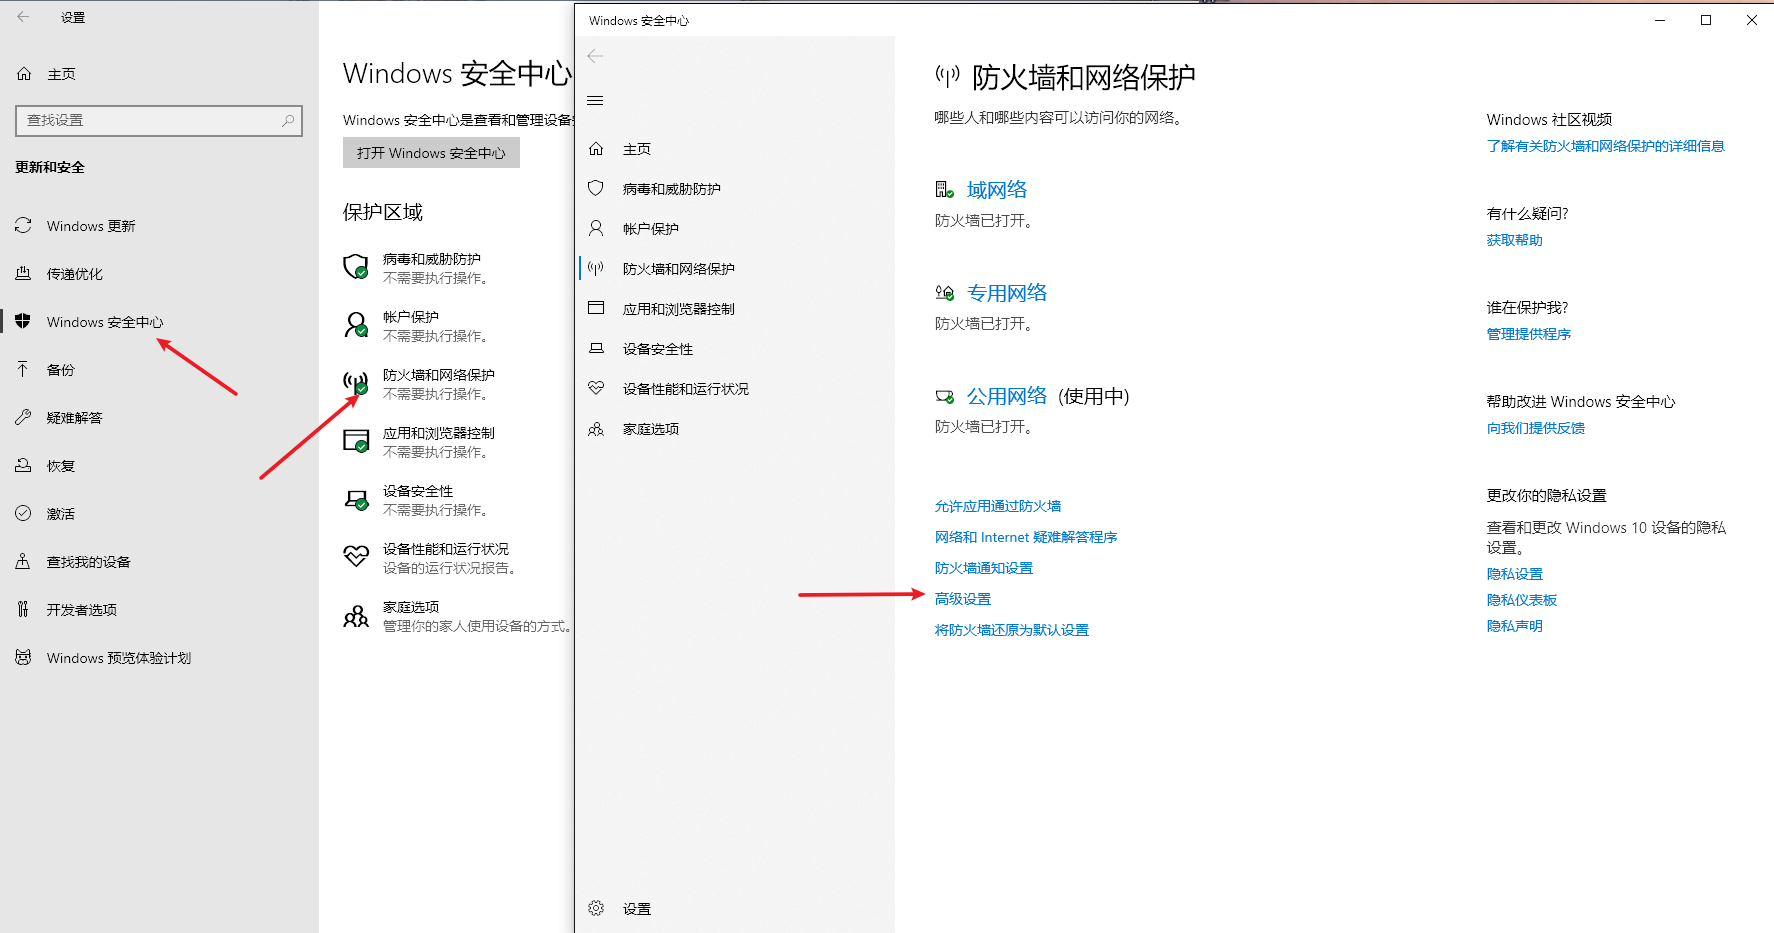 设置
主页
查找设置
更新和安全
Windows 更新
传递优化
Windows 安全中心
备份
疑难解答
恢复
激活
查找我的设备
开发者选项
Windows 预览体验计划
Windows 安全中心
Windows 安全中心是查看和管理设备
打开 Windows 安全中心
保护区域
病毒和威胁防护
不需要执行操作。
帐户保护
不需要执行操作。
防火墙和网络保护
不需要执行操作。
应用和浏览器控制
不需要执行操作。
设备安全性
不需要执行操作。
设备性能和运行状况
设备的运行状况报告。
家庭选项
管理你的家人使用设备的方式。
Windows 安全中心
主页
病毒和威胁防护
帐户保护
防火墙和网络保护
应用和浏览器控制
设备安全性
设备性能和运行状况
家庭选项
设置
防火墙和网络保护
哪些人和哪些内容可以访问你的网络。
域网络
防火墙已打开。
专用网络
防火墙已打开。
公用网络 (使用中)
防火墙已打开。
允许应用通过防火墙
网络和 Internet 疑难解答程序
防火墙通知设置
高级设置
将防火墙还原为默认设置
Windows 社区视频
了解有关防火墙和网络保护的详细信息
有什么疑问?
获取帮助
谁在保护我?
管理提供程序
帮助改进 Windows 安全中心
向我们提供反馈
更改你的隐私设置
查看和更改 Windows 10 设备的隐私
设置。
隐私设置
隐私仪表板
隐私声明